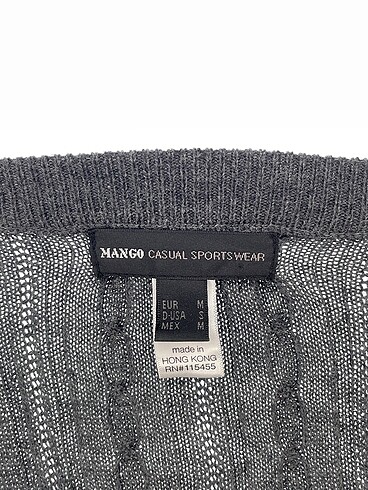 MANGO CASUAL SPORTSWEAR
EUR M
D-USA S
MEX M
made in
HONG KONG
RN#115455